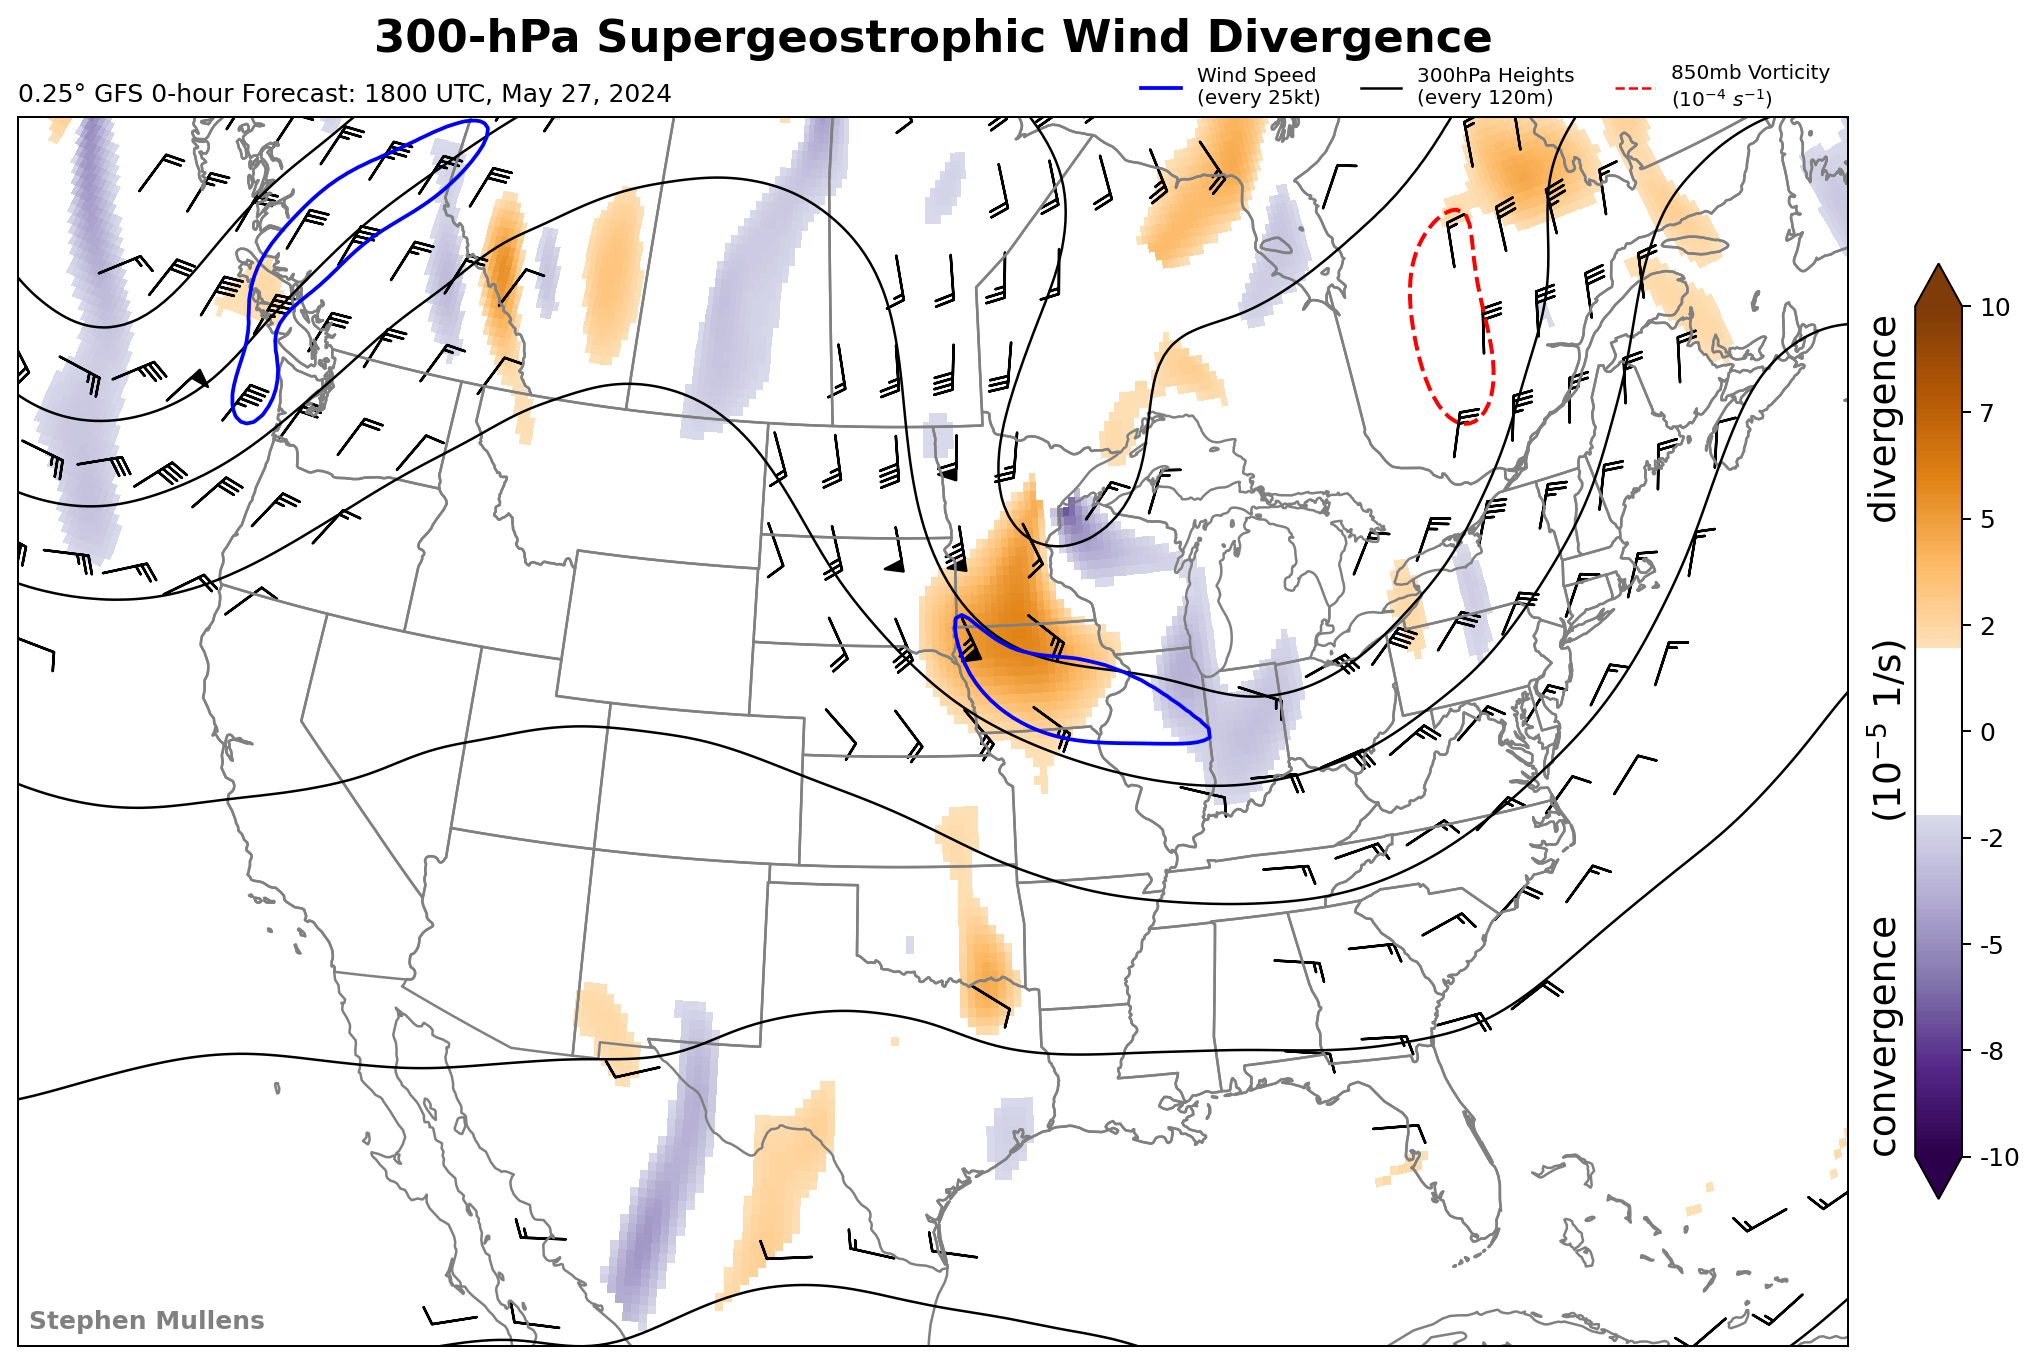 300-hPa Supergeostrophic Wind Divergence
0.25° GFS 0-hour Forecast: 1800 UTC, May 27, 2024
Wind Speed
(every 25kt)
300hPa Heights
(every 120m)
850mb Vorticity
(10⁻⁴ s⁻¹)
10
7
5
2
0
-2
-5
-8
-10
convergence (10⁻⁵ 1/s) divergence
Stephen Mullens